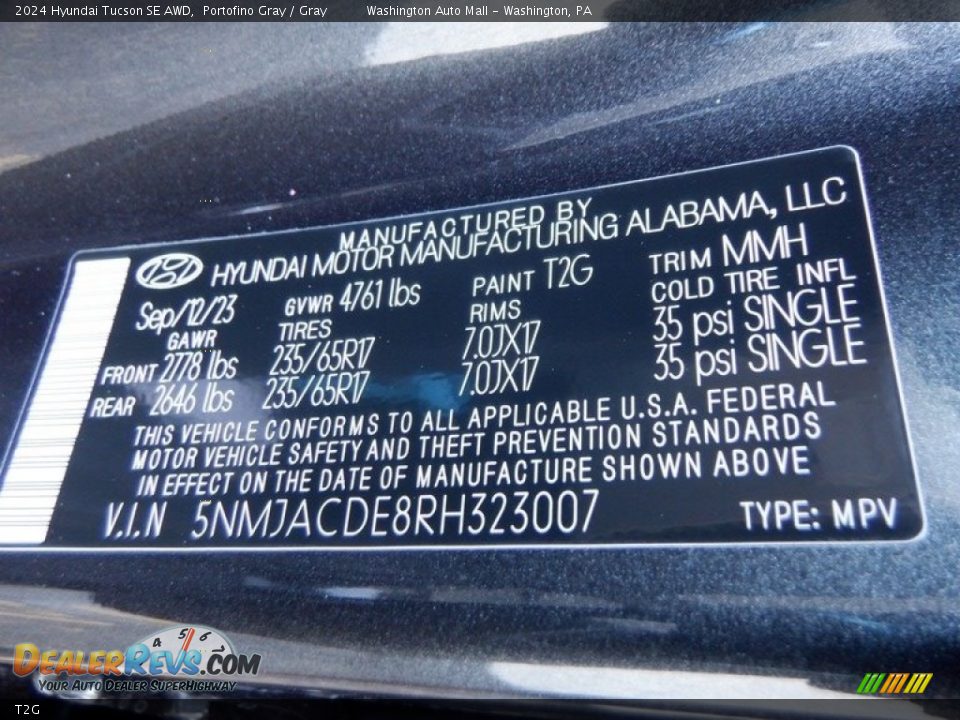 2024 Hyundai Tucson SE AWD, Portofino Gray / Gray Washington Auto Mall - Washington, PA
MANUFACTURED BY
HYUNDAI MOTOR MANUFACTURING ALABAMA, LLC
Sep/12/23 GVWR 4761 lbs PAINT T2G TRIM MMH
GAWR TIRES RIMS COLD TIRE INFL
FRONT 2778 lbs 235/65R17 7.0JX17 35 psi SINGLE
REAR 2646 lbs 235/65R17 7.0JX17 35 psi SINGLE
THIS VEHICLE CONFORMS TO ALL APPLICABLE U.S.A. FEDERAL
MOTOR VEHICLE SAFETY AND THEFT PREVENTION STANDARDS
IN EFFECT ON THE DATE OF MANUFACTURE SHOWN ABOVE
V.I.N 5NMJACDE8RH323007 TYPE: MPV
4 5 6
DEALERREVS.COM
YOUR AUTO DEALER SUPERHIGHWAY
T2G